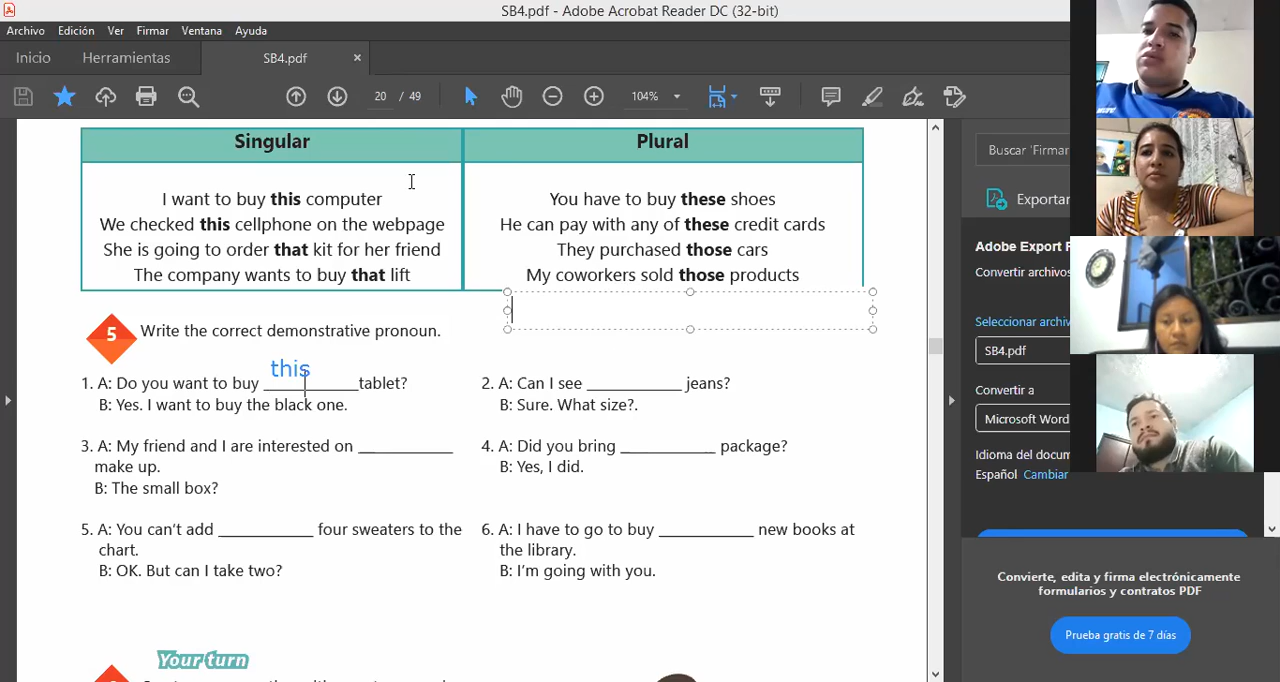 SB4.pdf - Adobe Acrobat Reader DC (32-bit)
Archivo Edición Ver Firmar Ventana Ayuda
Inicio Herramientas SB4.pdf ×
20 / 49 104%
Singular Plural
I want to buy this computer
We checked this cellphone on the webpage
She is going to order that kit for her friend
The company wants to buy that lift
You have to buy these shoes
He can pay with any of these credit cards
They purchased those cars
My coworkers sold those products
5 Write the correct demonstrative pronoun.
this
1. A: Do you want to buy ___________tablet?
B: Yes. I want to buy the black one.
2. A: Can I see ___________ jeans?
B: Sure. What size?.
3. A: My friend and I are interested on ___________
make up.
B: The small box?
4. A: Did you bring ___________ package?
B: Yes, I did.
5. A: You can't add ___________ four sweaters to the
chart.
B: OK. But can I take two?
6. A: I have to go to buy ___________ new books at
the library.
B: I'm going with you.
Your turn
Buscar 'Firmar
Exportar
Adobe Export
Convertir archivos
Seleccionar archiv
SB4.pdf
Convertir a
Microsoft Word
Idioma del docum
Español Cambiar
Convierte, edita y firma electrónicamente
formularios y contratos PDF
Prueba gratis de 7 días